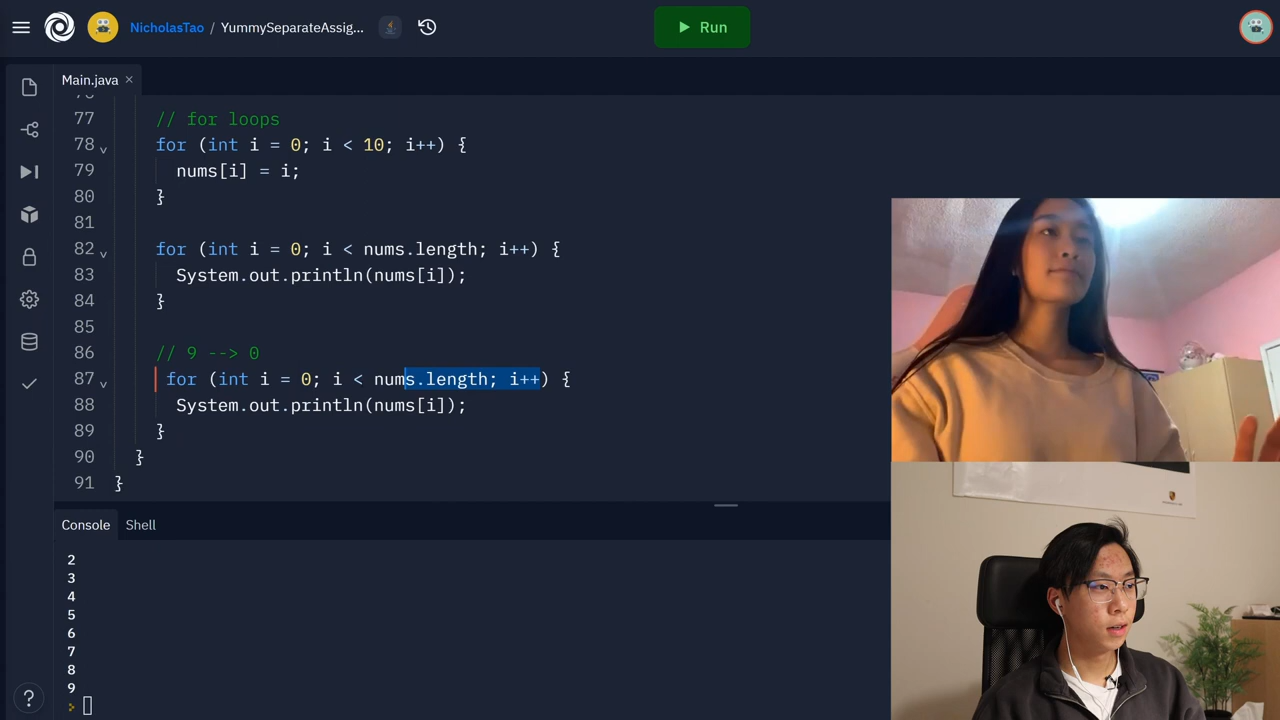 NicholasTao / YummySeparateAssig...
Run
Main.java ×
77 // for loops
78 for (int i = 0; i < 10; i++) {
79 nums[i] = i;
80 }
81
82 for (int i = 0; i < nums.length; i++) {
83 System.out.println(nums[i]);
84 }
85
86 // 9 --> 0
87 for (int i = 0; i < nums.length; i++) {
88 System.out.println(nums[i]);
89 }
90 }
91 }
Console Shell
2
3
4
5
6
7
8
9
?